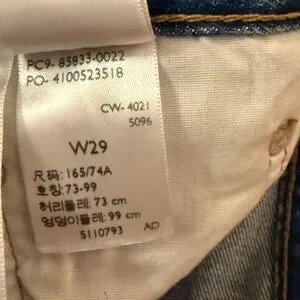 PC9- 85833-0022
PO- 4100523518
CW- 4021
5096
W29
尺码: 165/74A
호칭: 73-99
허리둘레: 73 cm
엉덩이둘레: 99 cm
S110793 AD